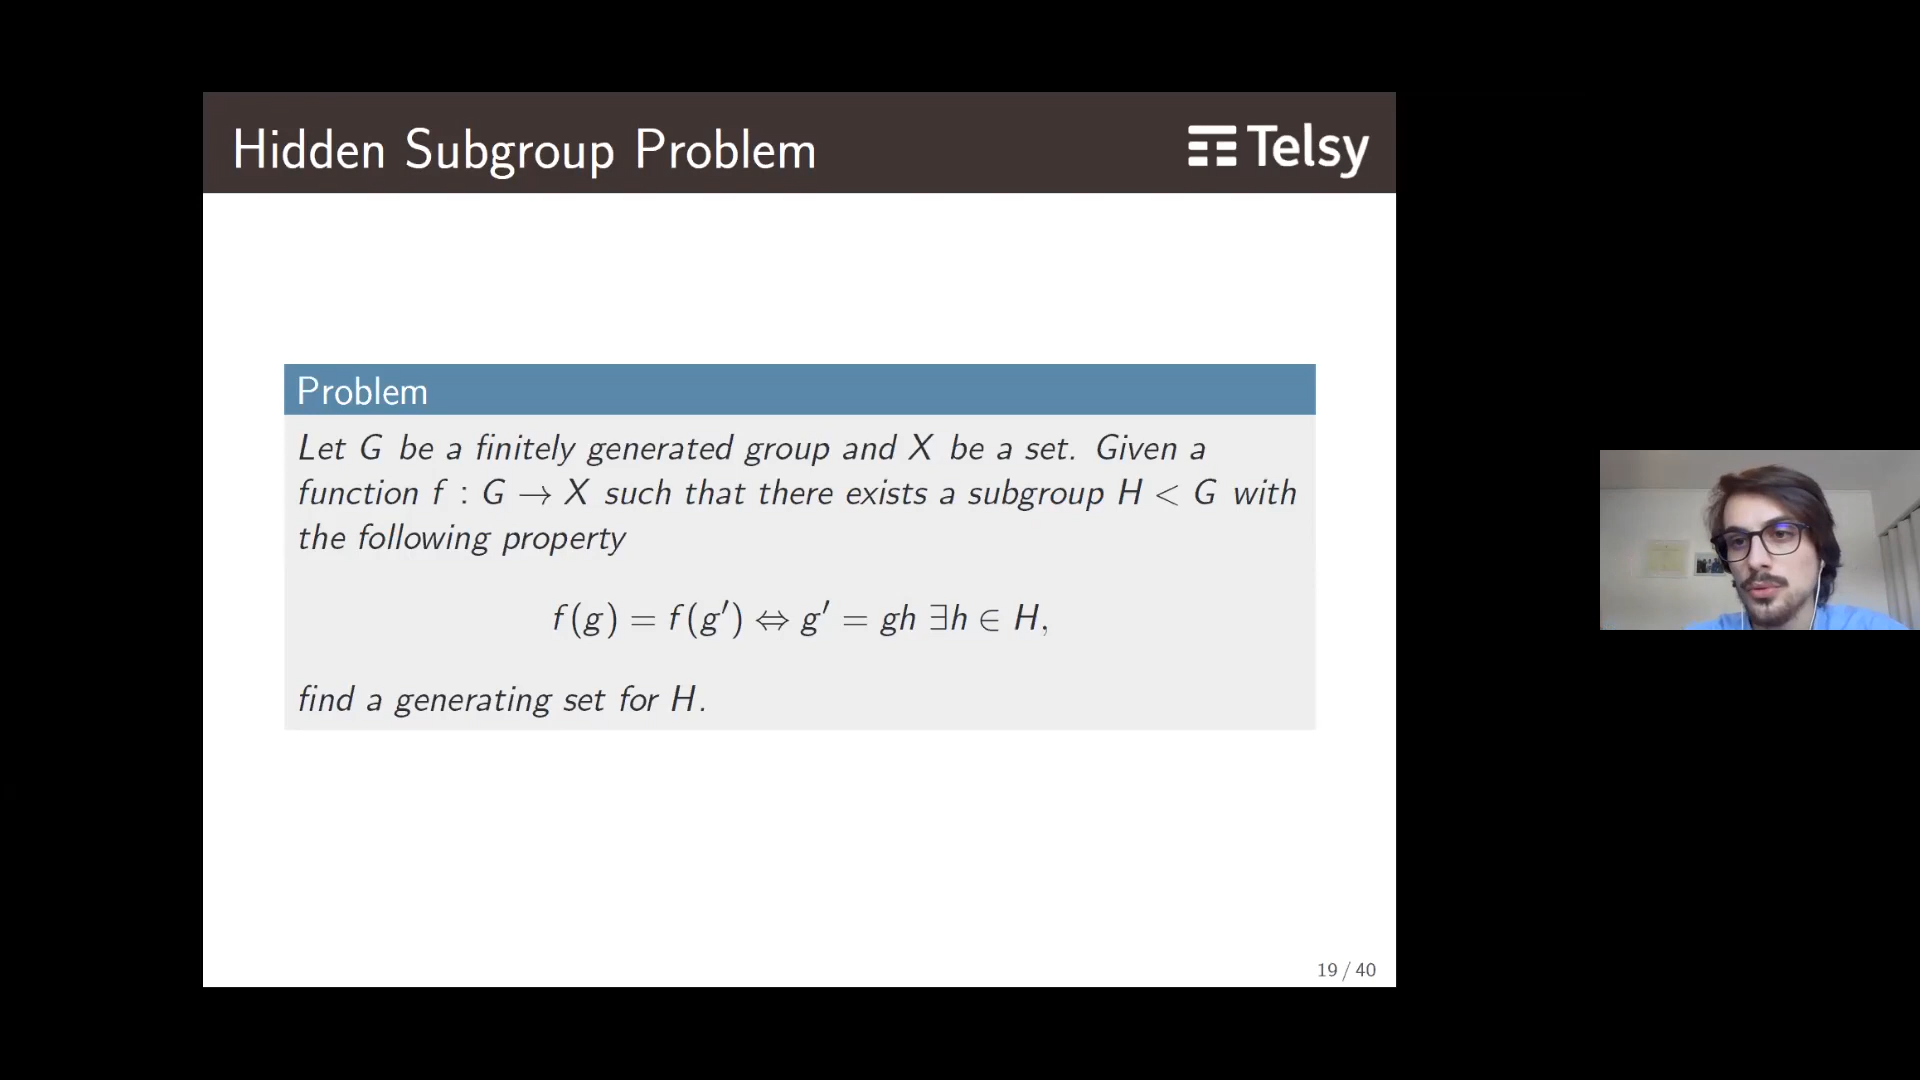 Hidden Subgroup Problem
Telsy
Problem
Let G be a finitely generated group and X be a set. Given a
function f : G → X such that there exists a subgroup H < G with
the following property
f(g) = f(g′) ⇔ g′ = gh ∃h ∈ H,
find a generating set for H.
19 / 40